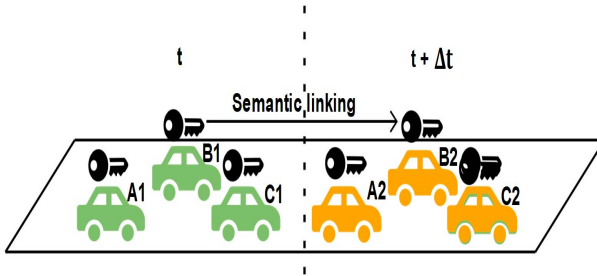 t
t + Δt
Semantic linking
B1
B2
A1
C1
A2
C2